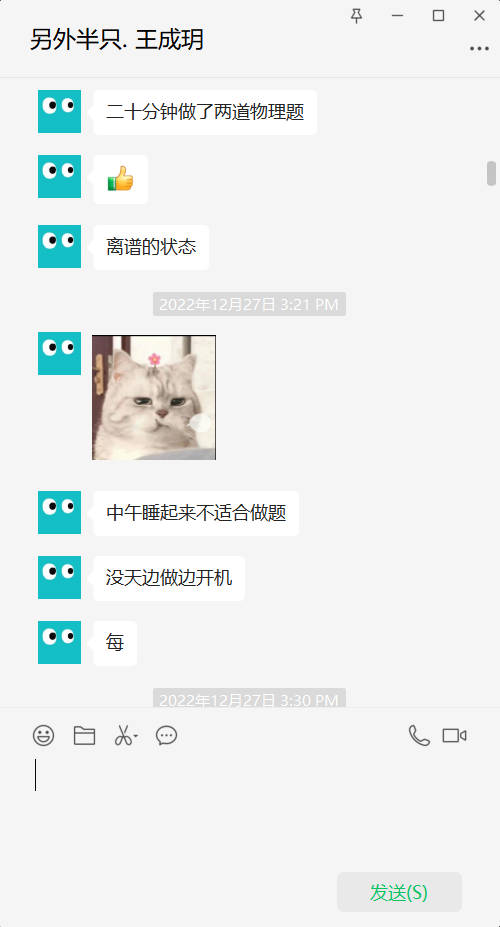 另外半只. 王成玥
二十分钟做了两道物理题
离谱的状态
2022年12月27日 3:21 PM
中午睡起来不适合做题
没天边做边开机
每
2022年12月27日 3:30 PM
发送(S)